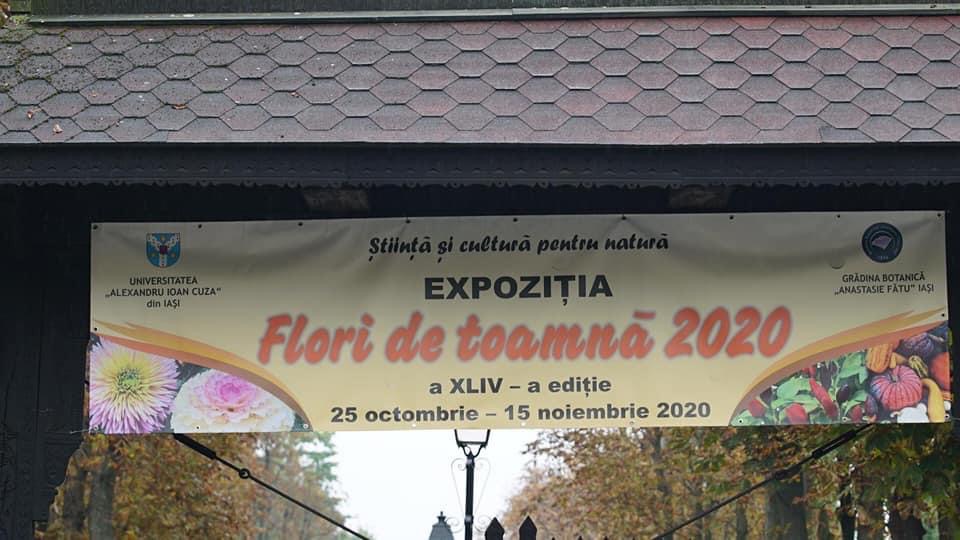 Știință și cultură pentru natură
UNIVERSITATEA
„ALEXANDRU IOAN CUZA”
din IAȘI
EXPOZIȚIA
GRĂDINA BOTANICĂ
„ANASTASIE FĂTU” IAȘI
Flori de toamnă 2020
a XLIV – a ediție
25 octombrie – 15 noiembrie 2020